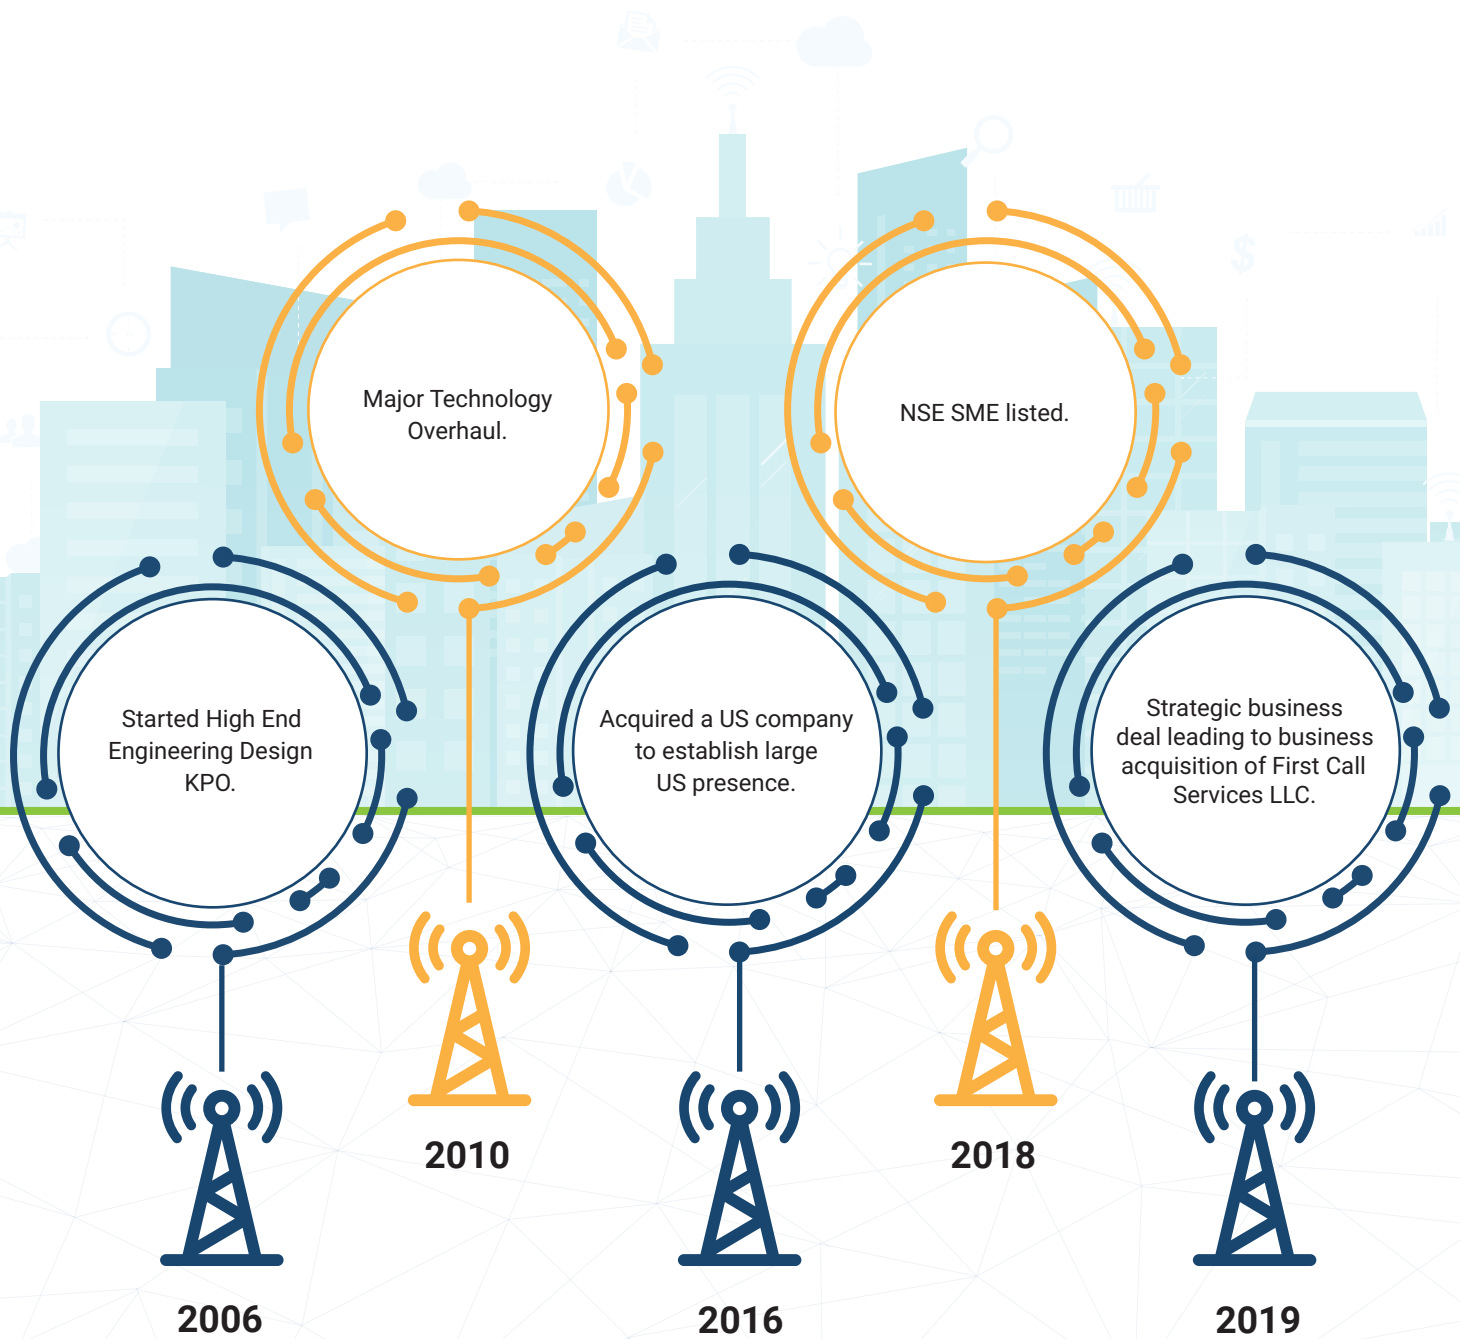 Major Technology
Overhaul.
NSE SME listed.
Started High End
Engineering Design
KPO.
Acquired a US company
to establish large
US presence.
Strategic business
deal leading to business
acquisition of First Call
Services LLC.
2010
2018
2006
2016
2019